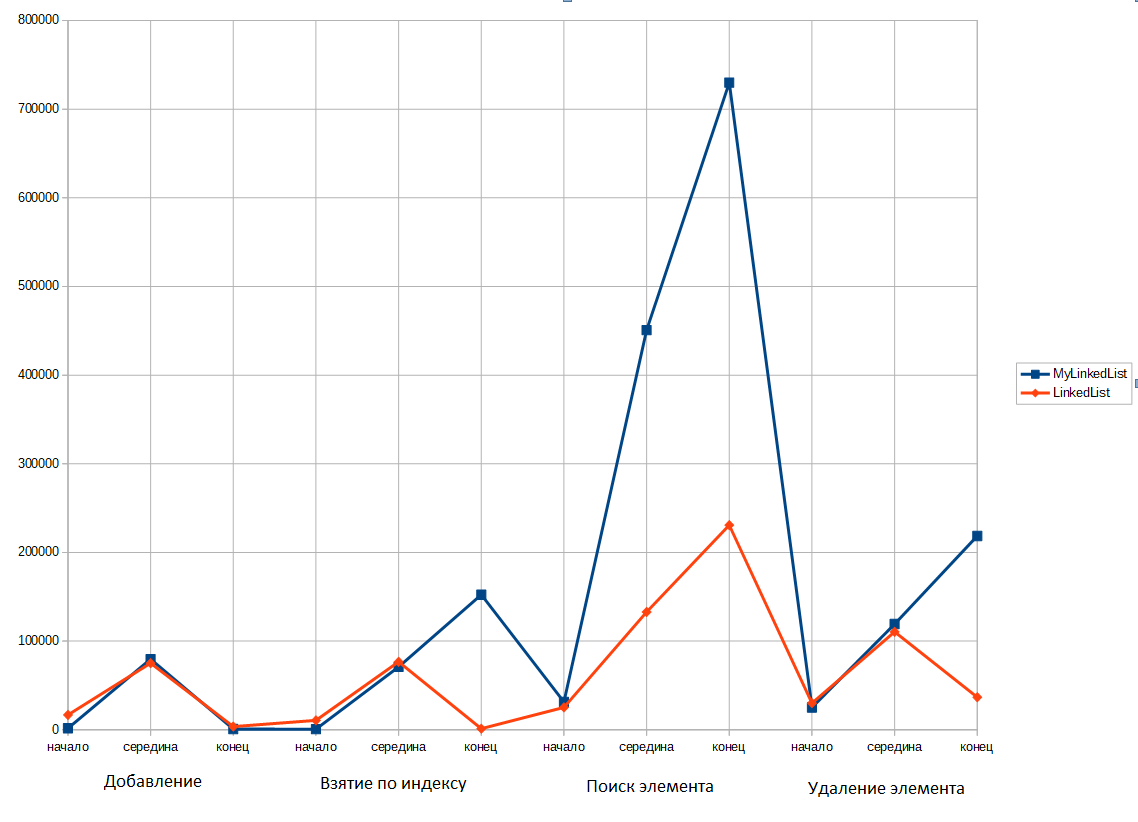 800000
700000
600000
500000
400000
300000
200000
100000
0
начало середина конец начало середина конец начало середина конец начало середина конец
Добавление Взятие по индексу Поиск элемента Удаление элемента
MyLinkedList
LinkedList